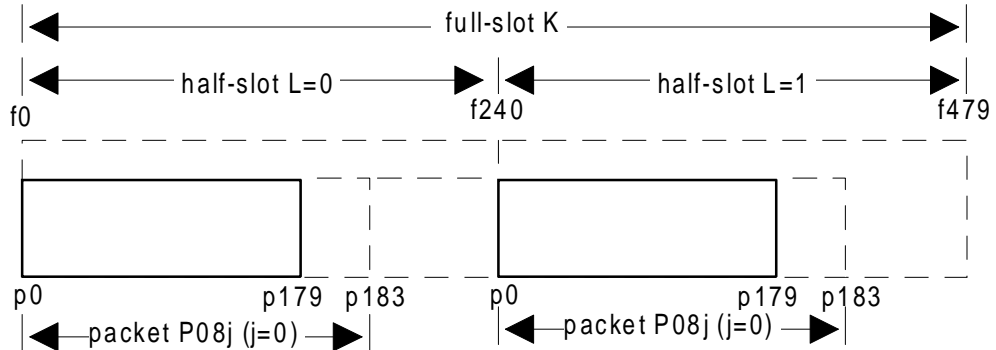 full-slot K
half-slot L=0 half-slot L=1
f0 f240 f479
p0 p179 p183 p0 p179 p183
packet P08j (j=0) packet P08j (j=0)